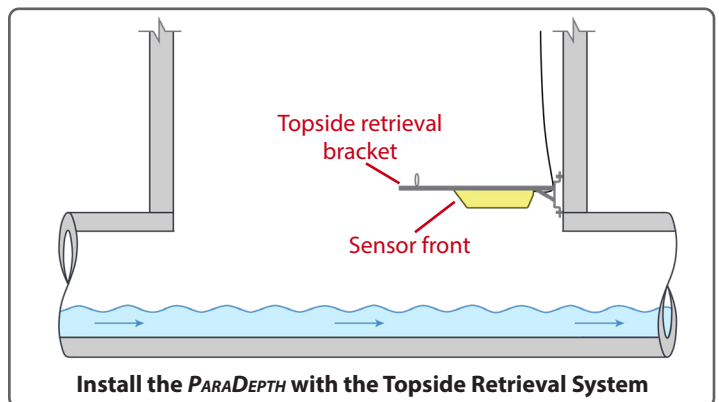 Topside retrieval
bracket
Sensor front
Install the PARADEPTH with the Topside Retrieval System